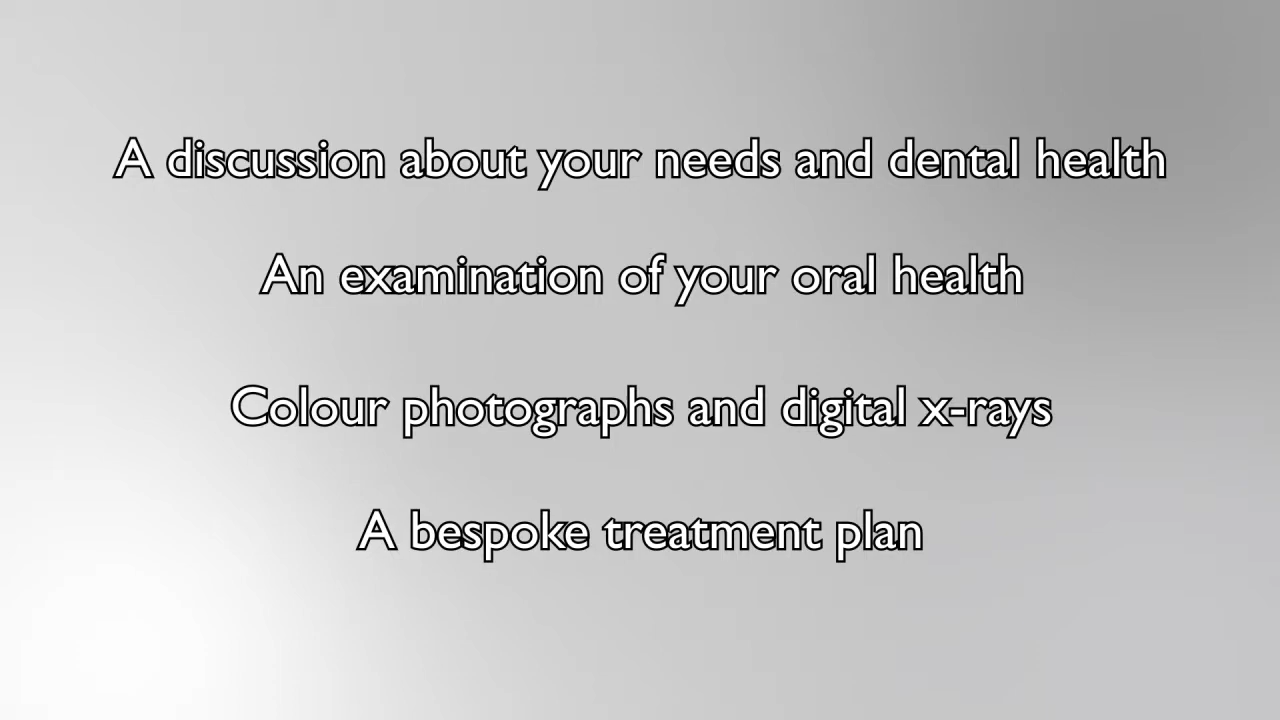 A discussion about your needs and dental health
An examination of your oral health
Colour photographs and digital x-rays
A bespoke treatment plan